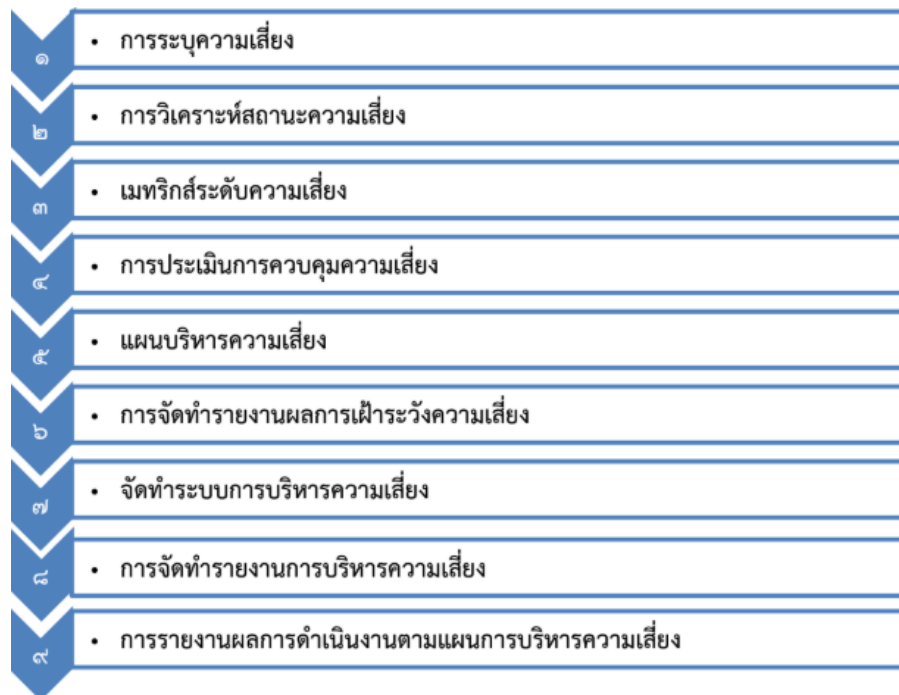 ๑ • การระบุความเสี่ยง
๒ • การวิเคราะห์สถานะความเสี่ยง
๓ • เมทริกส์ระดับความเสี่ยง
๔ • การประเมินการควบคุมความเสี่ยง
๕ • แผนบริหารความเสี่ยง
๖ • การจัดทำรายงานผลการเฝ้าระวังความเสี่ยง
๗ • จัดทำระบบการบริหารความเสี่ยง
๘ • การจัดทำรายงานการบริหารความเสี่ยง
๙ • การรายงานผลการดำเนินงานตามแผนการบริหารความเสี่ยง